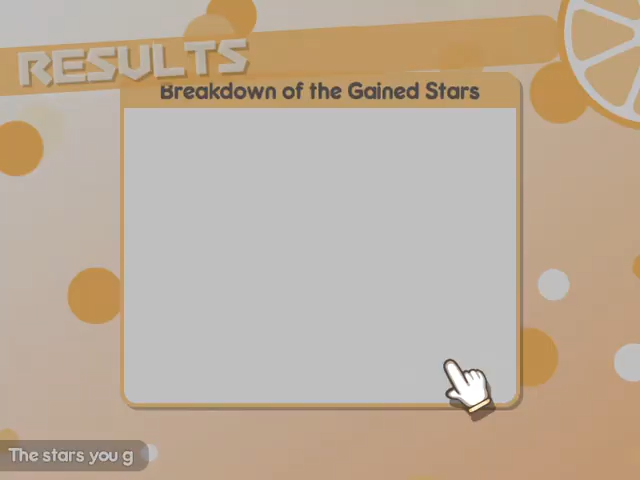 RESULTS
Breakdown of the Gained Stars
The stars you g